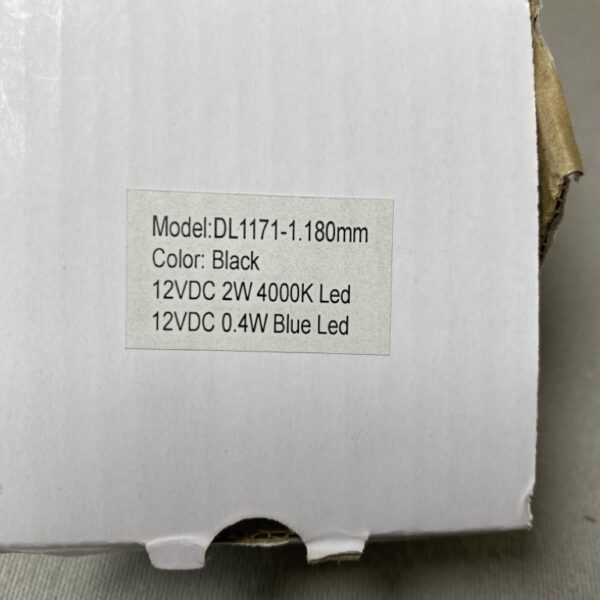 Model:DL1171-1.180mm
Color: Black
12VDC 2W 4000K Led
12VDC 0.4W Blue Led